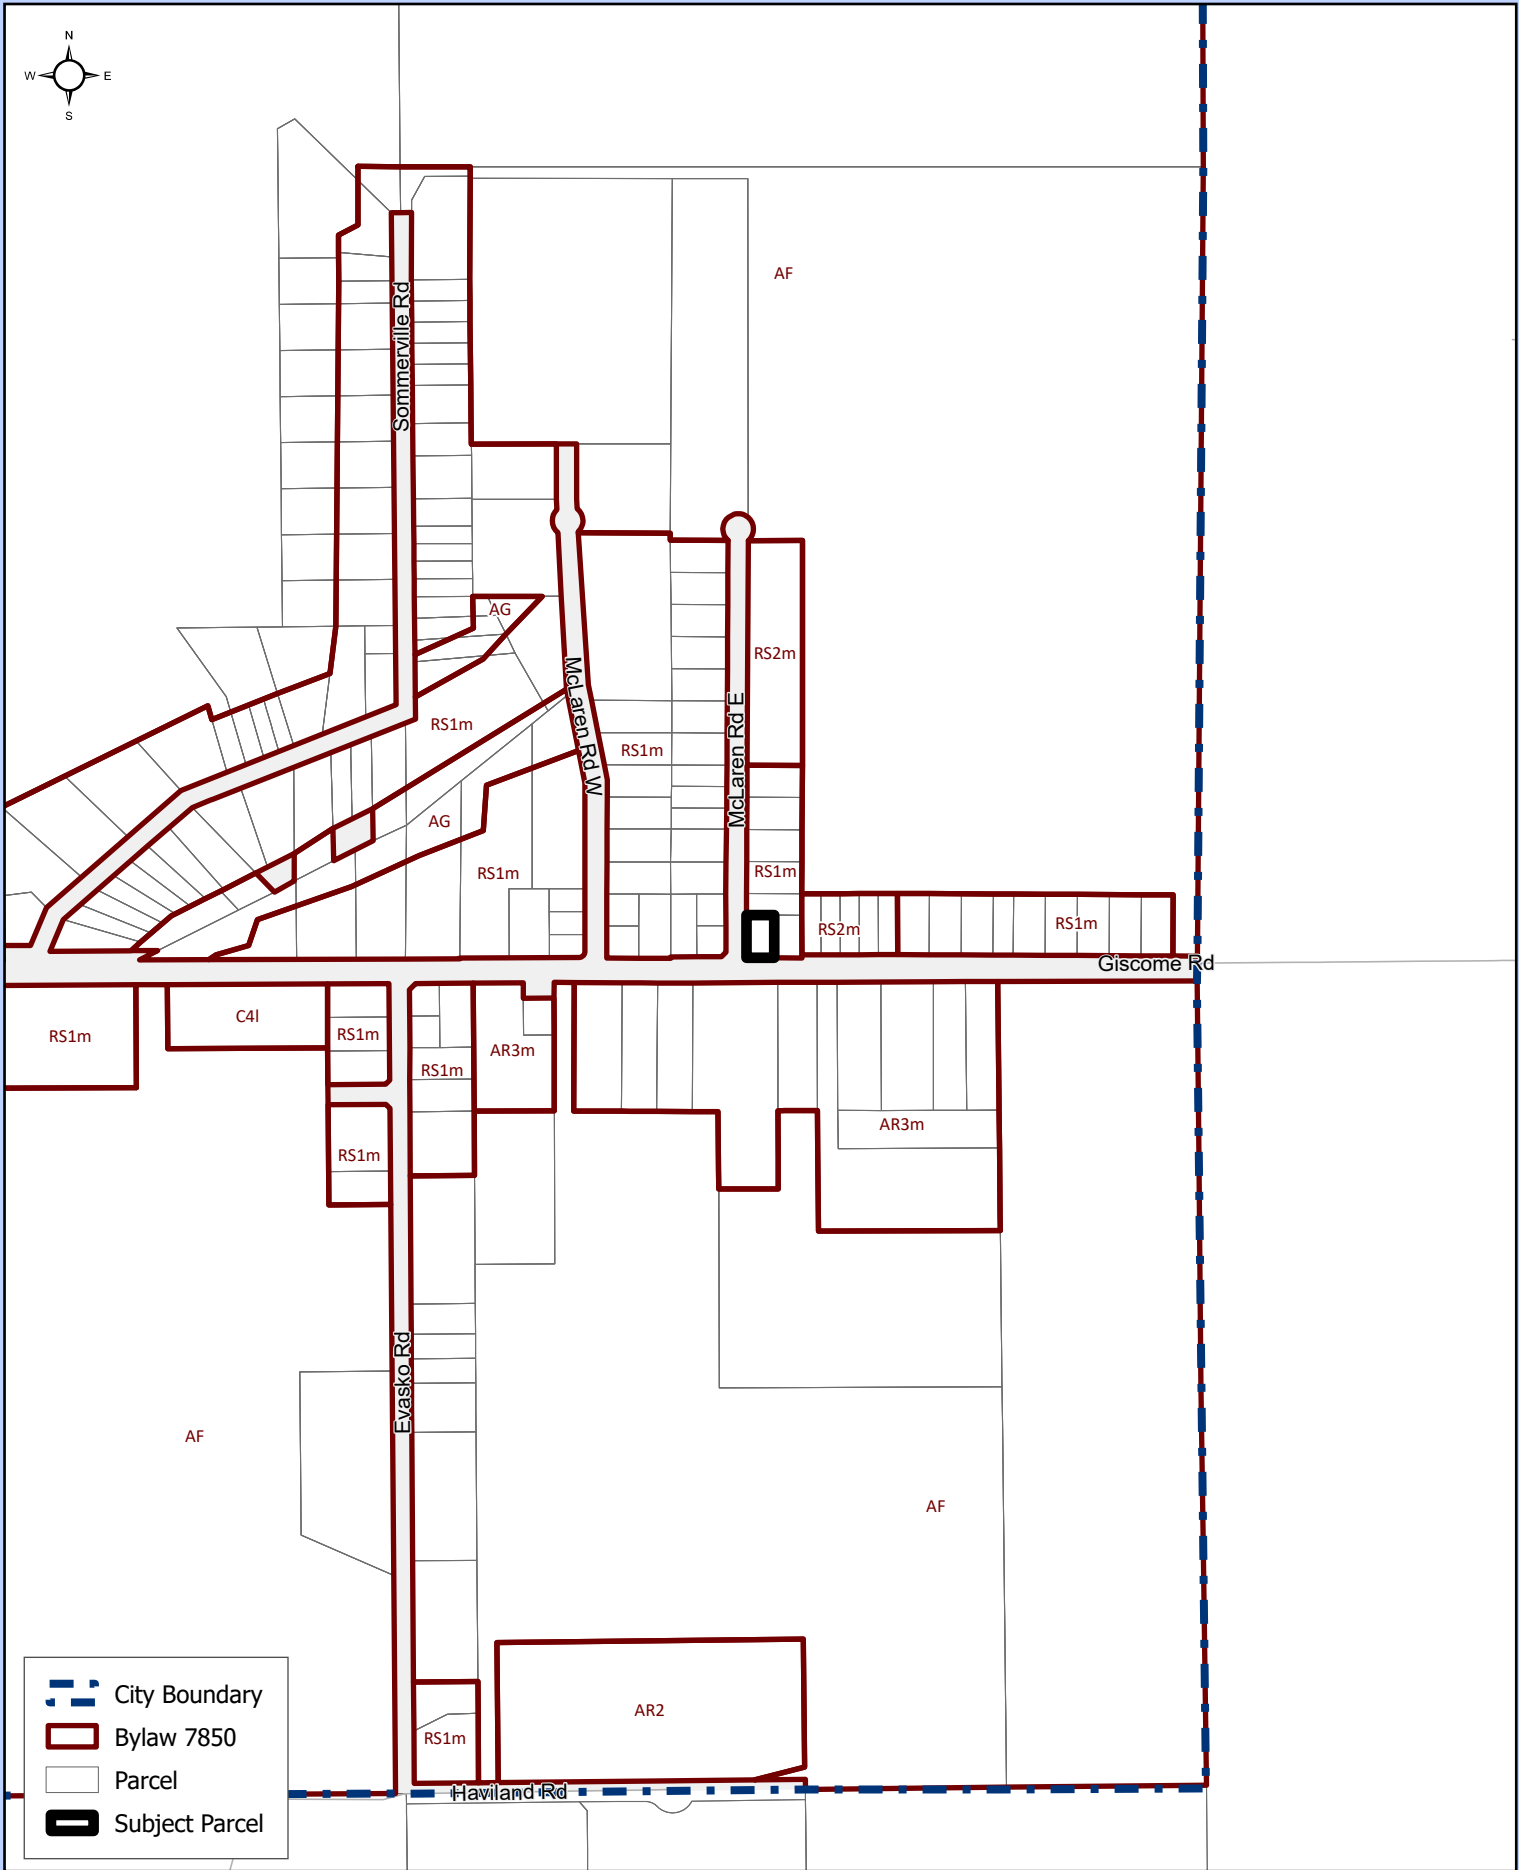 N
W
E
S
AF
Sommerville Rd
AG
RS2m
McLaren Rd W
RS1m
McLaren Rd E
RS1m
AG
RS1m
RS1m
RS2m
RS1m
Giscome Rd
C4l
RS1m
RS1m
AR3m
RS1m
AR3m
RS1m
Evasko Rd
AF
AF
AR2
RS1m
Haviland Rd
City Boundary
Bylaw 7850
Parcel
Subject Parcel